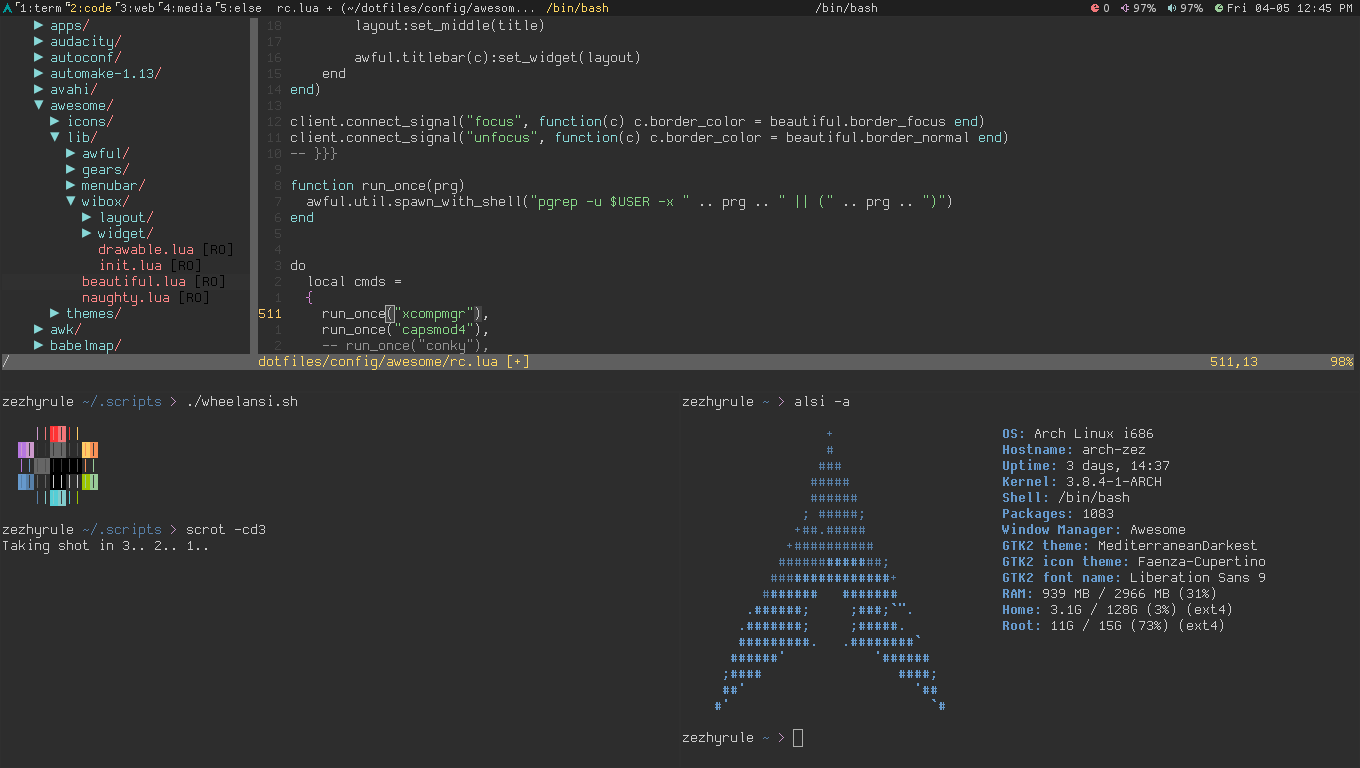 1:term 2:code 3:web 4:media 5:else rc.lua + (~/dotfiles/config/awesom... /bin/bash /bin/bash 0 97% 97% Fri 04-05 12:45 PM
▶ apps/
▶ audacity/
▶ autoconf/
▶ automake-1.13/
▶ avahi/
▼ awesome/
▶ icons/
▼ lib/
▶ awful/
▶ gears/
▶ menubar/
▼ wibox/
▶ layout/
▶ widget/
drawable.lua [RO]
init.lua [RO]
beautiful.lua [RO]
naughty.lua [RO]
▶ themes/
▶ awk/
▶ babelmap/
/
18 layout:set_middle(title)
17
16 awful.titlebar(c):set_widget(layout)
15 end
14 end)
13
12 client.connect_signal("focus", function(c) c.border_color = beautiful.border_focus end)
11 client.connect_signal("unfocus", function(c) c.border_color = beautiful.border_normal end)
10 -- }}}
9
8 function run_once(prg)
7 awful.util.spawn_with_shell("pgrep -u $USER -x " .. prg .. " || (" .. prg .. ")")
6 end
5
4
3 do
2 local cmds =
1 {
511 run_once("xcompmgr"),
1 run_once("capsmod4"),
2 -- run_once("conky"),
dotfiles/config/awesome/rc.lua [+] 511,13 98%
zezhyrule ~/.scripts > ./wheelansi.sh
zezhyrule ~/.scripts > scrot -cd3
Taking shot in 3.. 2.. 1..
zezhyrule ~ > alsi -a
OS: Arch Linux i686
Hostname: arch-zez
Uptime: 3 days, 14:37
Kernel: 3.8.4-1-ARCH
Shell: /bin/bash
Packages: 1083
Window Manager: Awesome
GTK2 theme: MediterraneanDarkest
GTK2 icon theme: Faenza-Cupertino
GTK2 font name: Liberation Sans 9
RAM: 939 MB / 2966 MB (31%)
Home: 3.1G / 128G (3%) (ext4)
Root: 11G / 15G (73%) (ext4)
zezhyrule ~ >